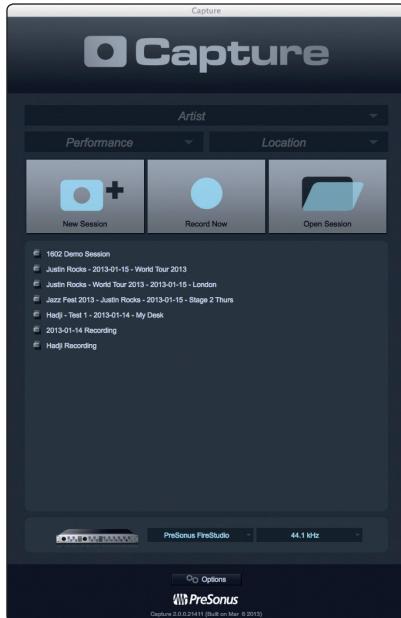 Capture
Capture
Artist
Performance Location
New Session Record Now Open Session
1602 Demo Session
Justin Rocks - 2013-01-15 - World Tour 2013
Justin Rocks - World Tour 2013 - 2013-01-15 - London
Jazz Fest 2013 - Justin Rocks - 2013-01-15 - Stage 2 Thurs
Hadji - Test 1 - 2013-01-14 - My Desk
2013-01-14 Recording
Hadji Recording
PreSonus FireStudio 44.1 kHz
Options
PreSonus
Capture 2.0.0.21411 (Built on Mar 6 2013)